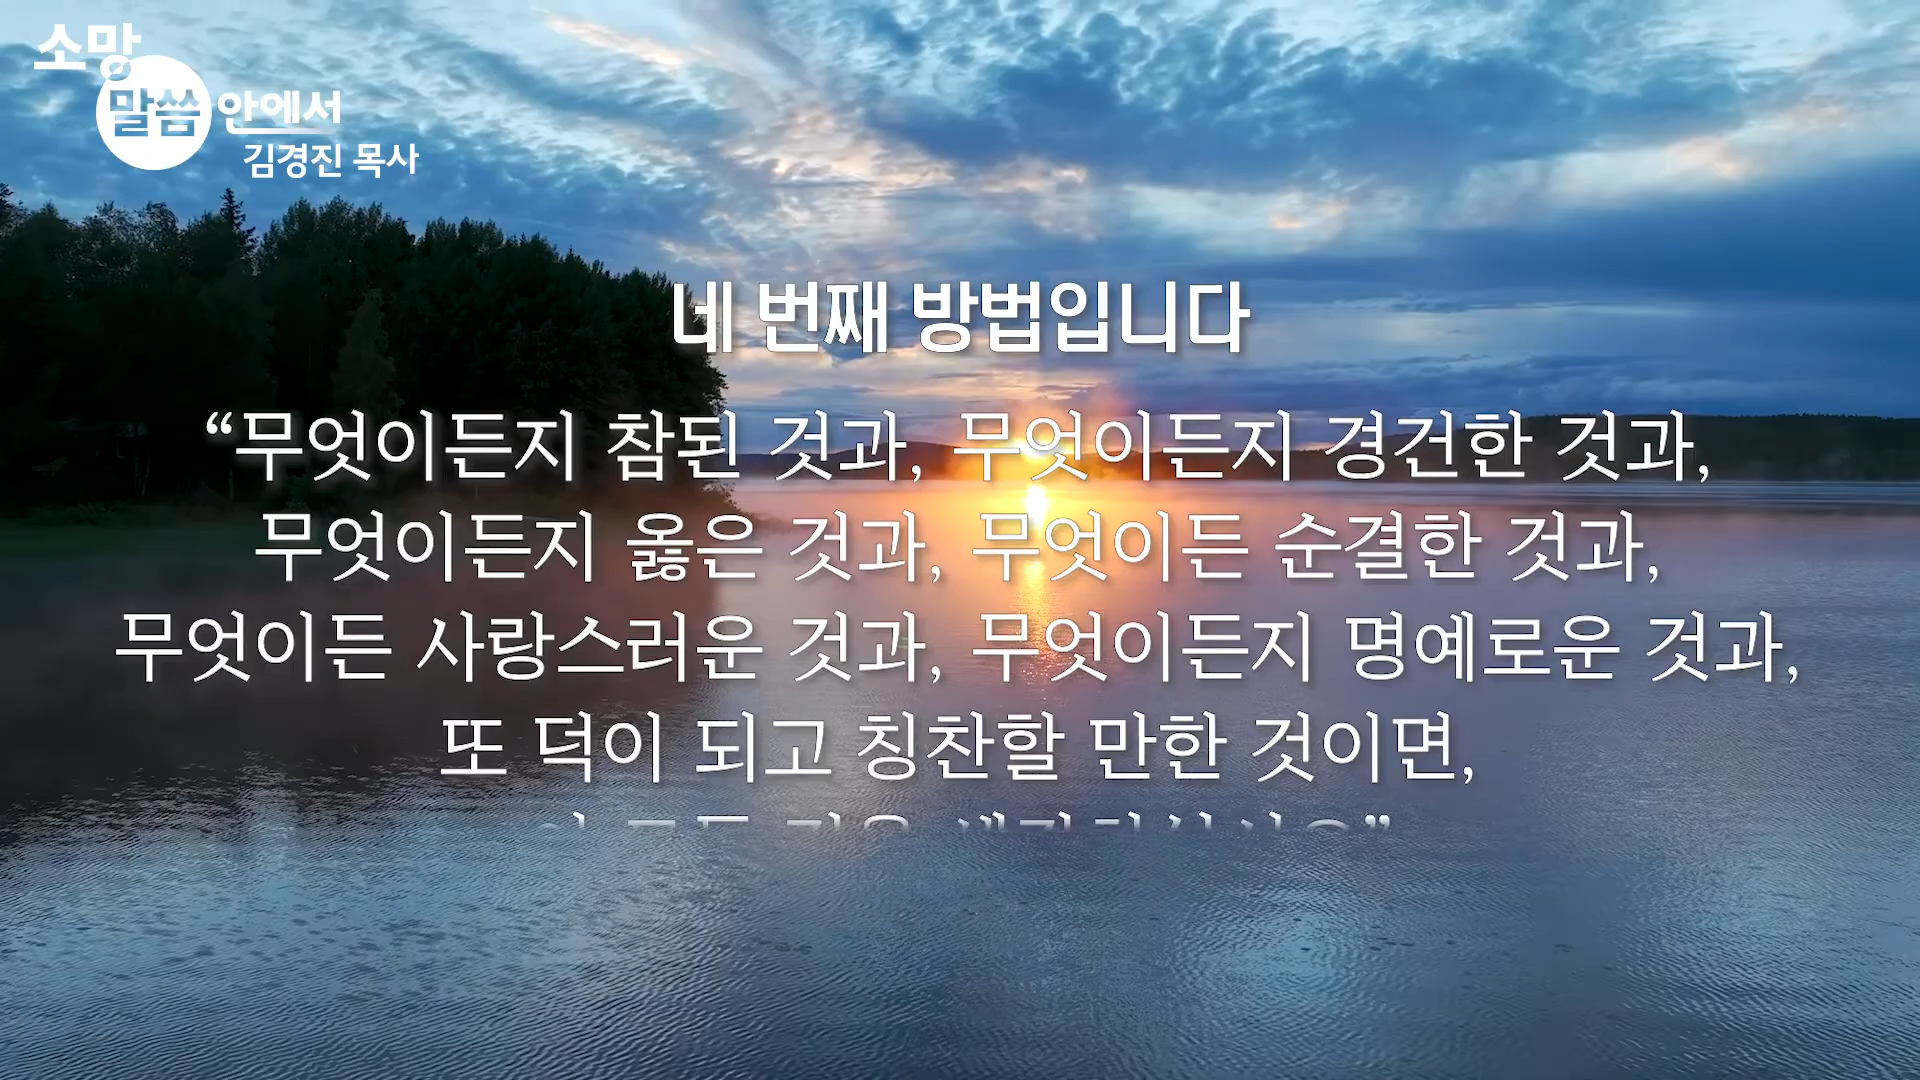 소망
말씀 안에서
김경진 목사
네 번째 방법입니다
“무엇이든지 참된 것과, 무엇이든지 경건한 것과,
무엇이든지 옳은 것과, 무엇이든 순결한 것과,
무엇이든 사랑스러운 것과, 무엇이든지 명예로운 것과,
또 덕이 되고 칭찬할 만한 것이면,